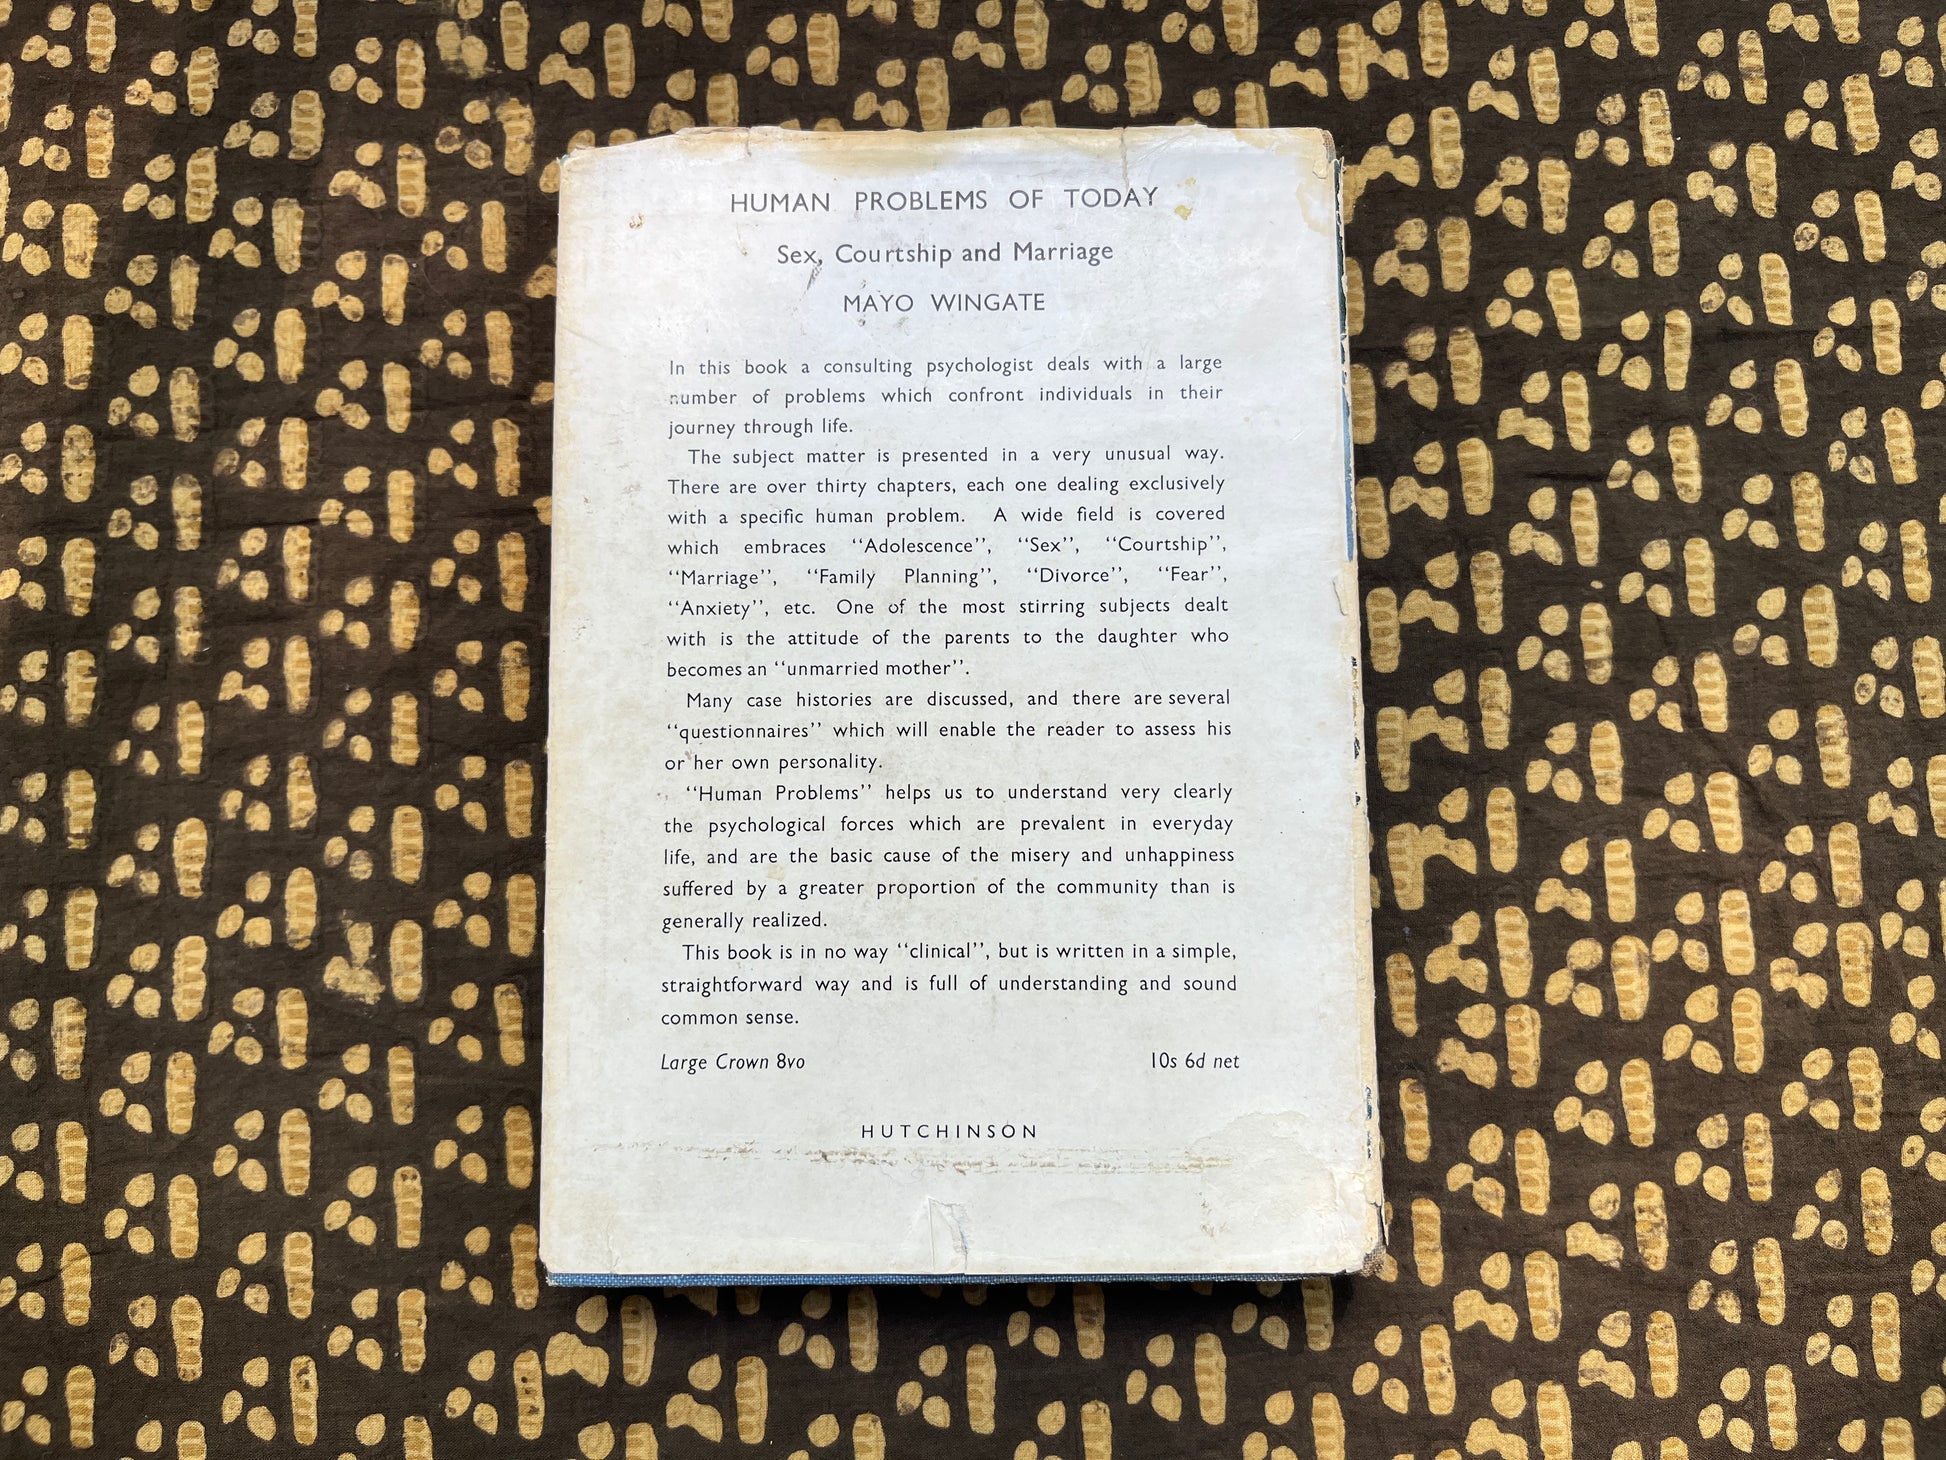 HUMAN PROBLEMS OF TODAY
Sex, Courtship and Marriage
MAYO WINGATE
In this book a consulting psychologist deals with a large
number of problems which confront individuals in their
journey through life.
The subject matter is presented in a very unusual way.
There are over thirty chapters, each one dealing exclusively
with a specific human problem. A wide field is covered
which embraces "Adolescence", "Sex", "Courtship",
"Marriage", "Family Planning", "Divorce", "Fear",
"Anxiety", etc. One of the most stirring subjects dealt
with is the attitude of the parents to the daughter who
becomes an "unmarried mother".
Many case histories are discussed, and there are several
"questionnaires" which will enable the reader to assess his
or her own personality.
"Human Problems" helps us to understand very clearly
the psychological forces which are prevalent in everyday
life, and are the basic cause of the misery and unhappiness
suffered by a greater proportion of the community than is
generally realized.
This book is in no way "clinical", but is written in a simple,
straightforward way and is full of understanding and sound
common sense.
Large Crown 8vo 10s 6d net
HUTCHINSON